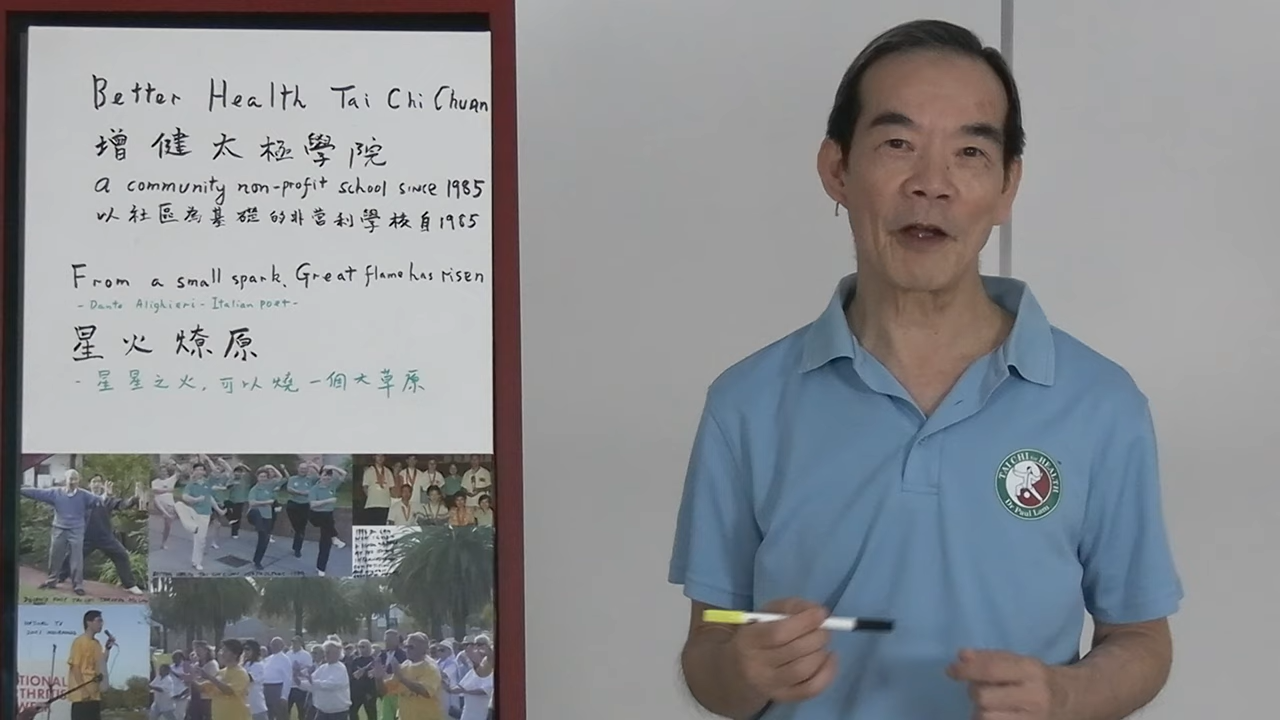 Better Health Tai Chi Chuan
增健太極學院
a community non-profit school since 1985
以社區為基礎的非營利學校自1985
From a small spark, Great flame has risen
- Dante Alighieri - Italian poet -
星火燎原
- 星星之火,可以燒一個大草原
TAI CHI for HEALTH
Dr Paul Lam
TIONAL
THRITIS
WE